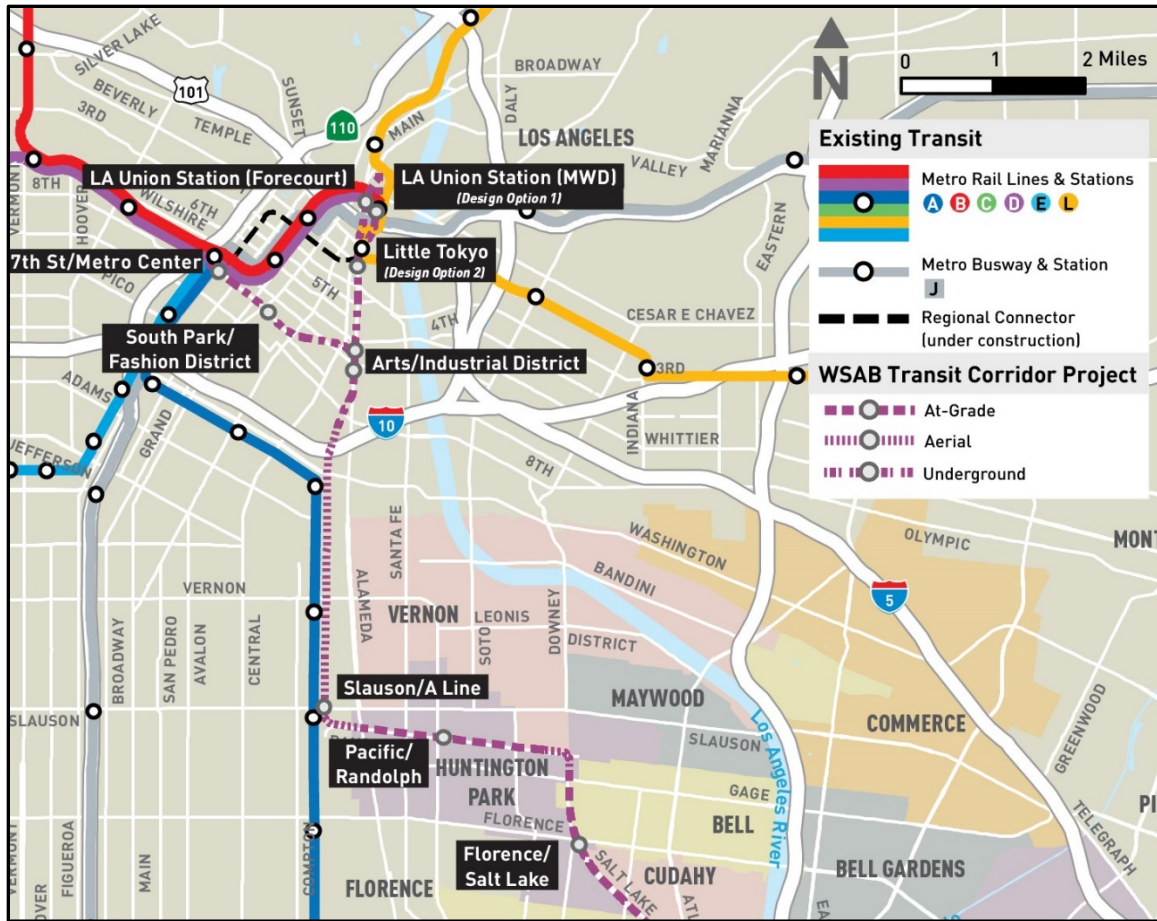 SILVER LAKE
BROADWAY
101
BEVERLY
3RD
TEMPLE
SUNSET
110
MAIN
DALY
LOS ANGELES
MARIANNA
VALLEY
N
0 1 2 Miles
Existing Transit
Metro Rail Lines & Stations
A B C D E L
Metro Busway & Station
J
Regional Connector
(under construction)
WSAB Transit Corridor Project
At-Grade
Aerial
Underground
8TH
VERMONT
HOOVER
WILSHIRE
6TH
LA Union Station (Forecourt)
LA Union Station (MWD)
(Design Option 1)
EASTERN
7th St/Metro Center
Little Tokyo
(Design Option 2)
PICO
5TH
4TH
CESAR E CHAVEZ
South Park/
Fashion District
Arts/Industrial District
3RD
ADAMS
GRAND
10
INDIANA
WHITTIER
JEFFERSON
8TH
SANTA FE
WASHINGTON
OLYMPIC
MONT
BANDINI
ALAMEDA
VERNON
VERNON
LEONIS
SOTO
DOWNEY
DISTRICT
5
BROADWAY
SAN PEDRO
AVALON
CENTRAL
Slauson/A Line
MAYWOOD
COMMERCE
GREENWOOD
SLAUSON
SLAUSON
Los Angeles River
Pacific/
Randolph
HUNTINGTON
PARK
GAGE
FLORENCE
BELL
TELEGRAPH
PI
VERMONT
FIGUEROA
MAIN
COMPTON
Florence/
Salt Lake
SALT LAKE
CUDAHY
BELL GARDENS
OVER
FLORENCE
ATL
EA